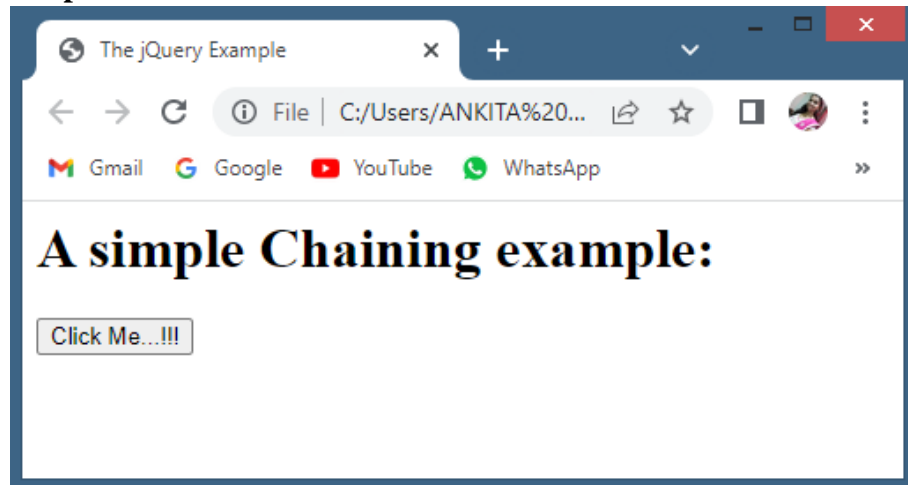 The jQuery Example
File | C:/Users/ANKITA%20...
Gmail Google YouTube WhatsApp »
A simple Chaining example:
Click Me...!!!